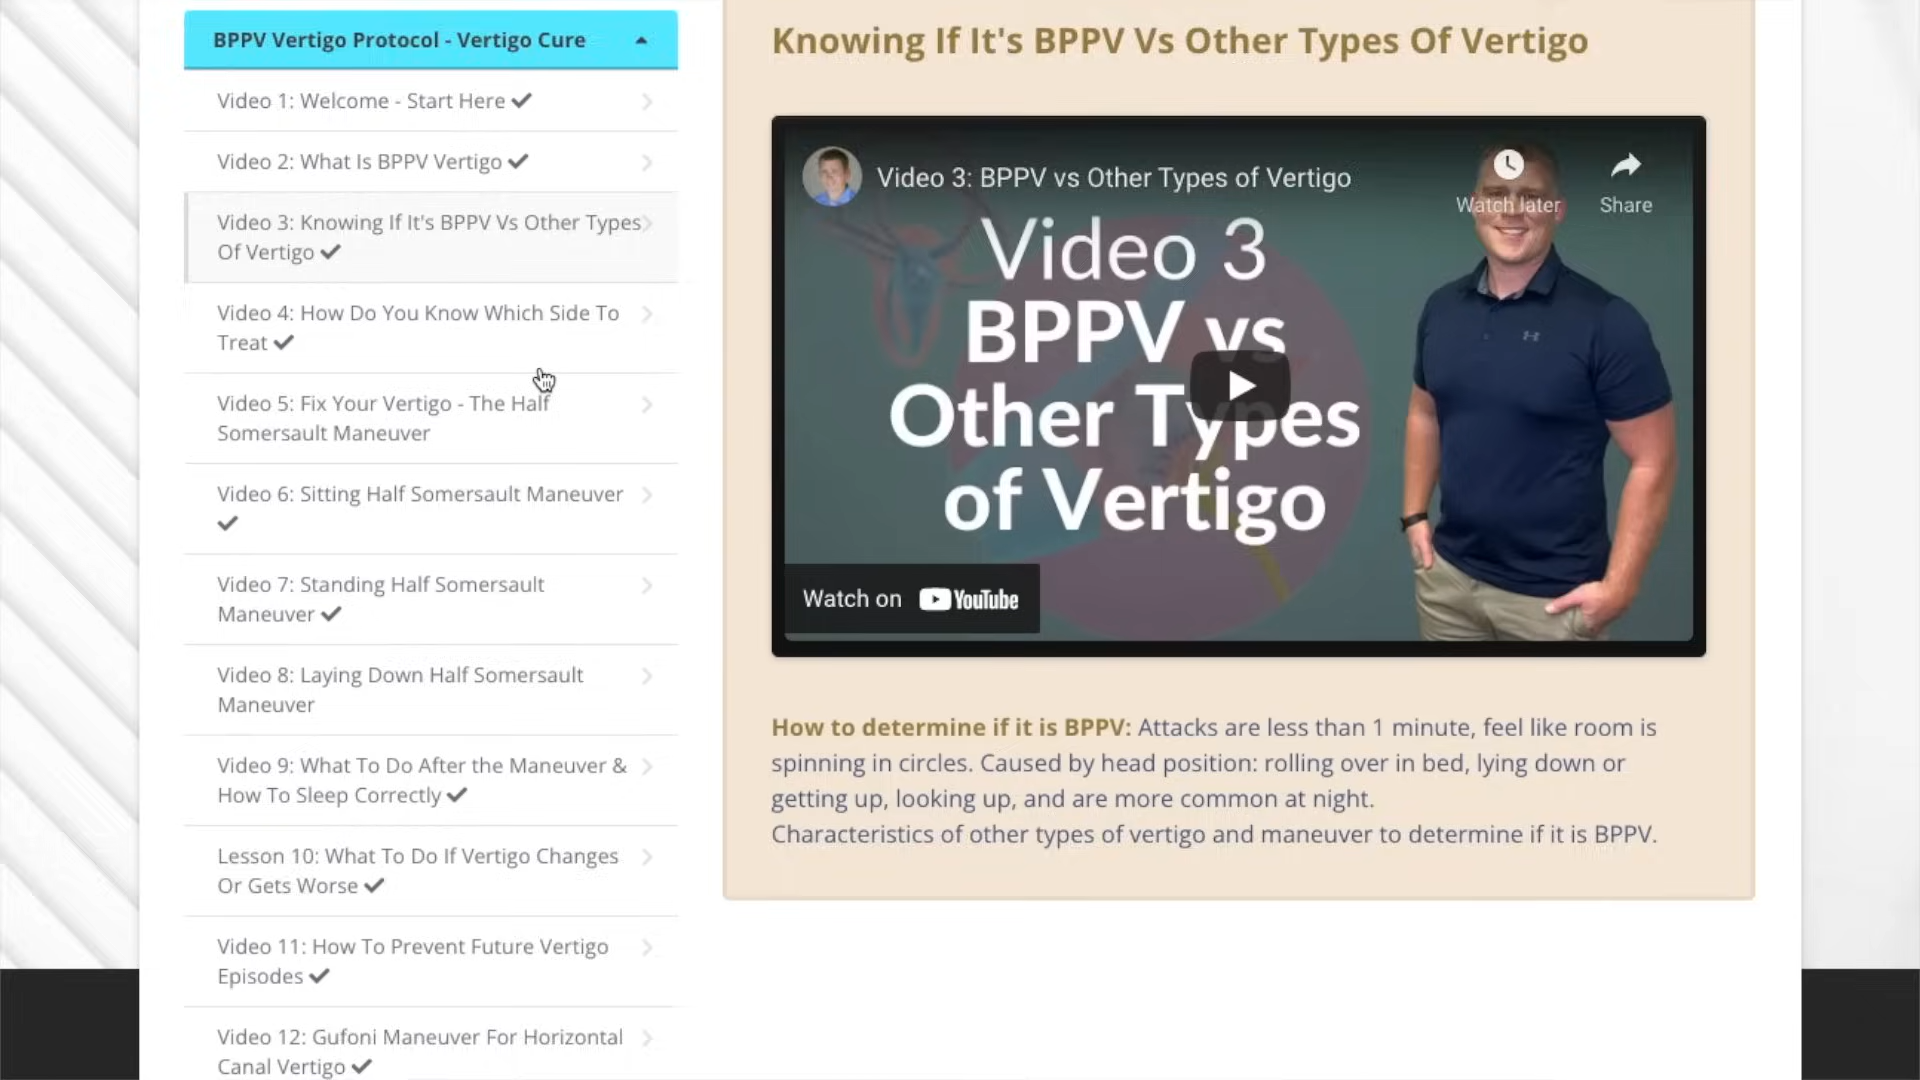 BPPV Vertigo Protocol - Vertigo Cure
Video 1: Welcome - Start Here
Video 2: What Is BPPV Vertigo
Video 3: Knowing If It's BPPV Vs Other Types
Of Vertigo
Video 4: How Do You Know Which Side To
Treat
Video 5: Fix Your Vertigo - The Half
Somersault Maneuver
Video 6: Sitting Half Somersault Maneuver
Video 7: Standing Half Somersault
Maneuver
Video 8: Laying Down Half Somersault
Maneuver
Video 9: What To Do After the Maneuver &
How To Sleep Correctly
Lesson 10: What To Do If Vertigo Changes
Or Gets Worse
Video 11: How To Prevent Future Vertigo
Episodes
Video 12: Gufoni Maneuver For Horizontal
Canal Vertigo
Knowing If It's BPPV Vs Other Types Of Vertigo
Video 3: BPPV vs Other Types of Vertigo
Watch later
Share
Video 3
BPPV vs
Other Types
of Vertigo
Watch on YouTube
How to determine if it is BPPV: Attacks are less than 1 minute, feel like room is
spinning in circles. Caused by head position: rolling over in bed, lying down or
getting up, looking up, and are more common at night.
Characteristics of other types of vertigo and maneuver to determine if it is BPPV.